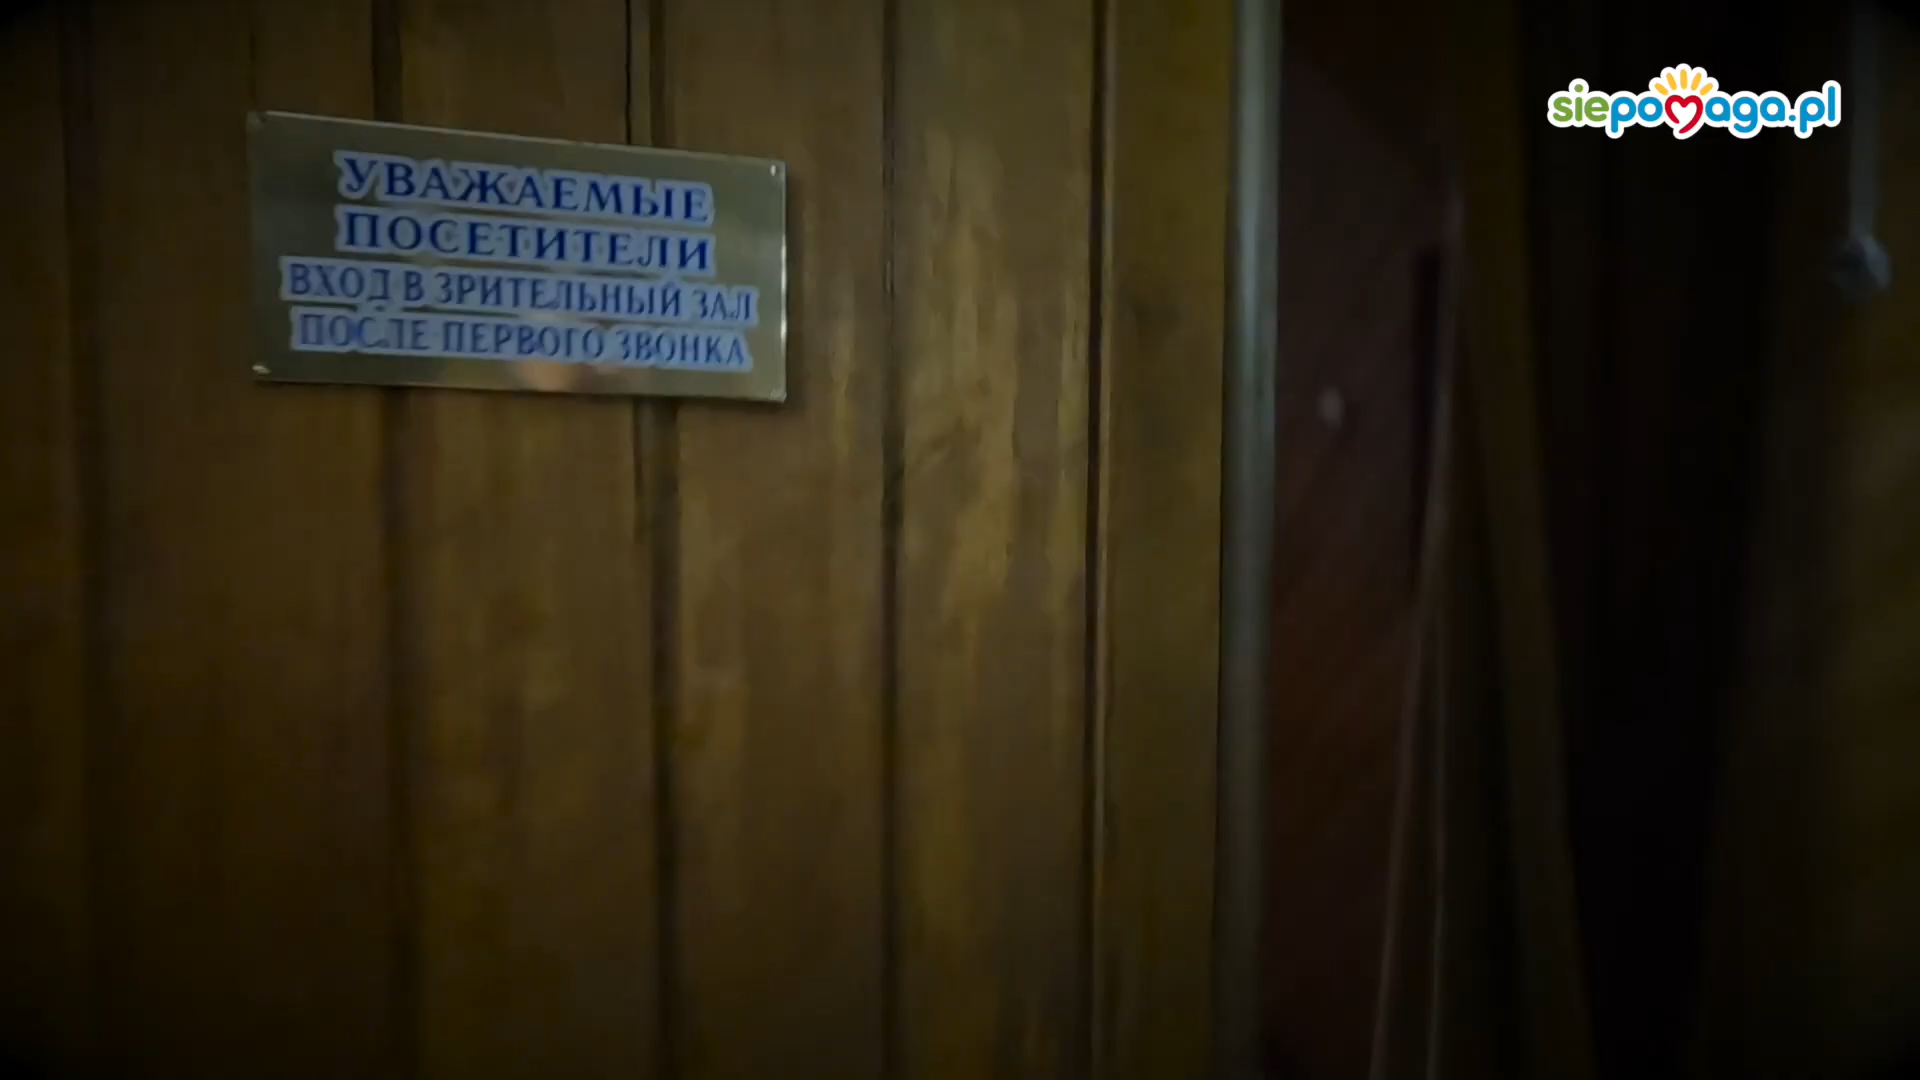 siepomaga.pl
УВАЖАЕМЫЕ
ПОСЕТИТЕЛИ
ВХОД В ЗРИТЕЛЬНЫЙ ЗАЛ
ПОСЛЕ ПЕРВОГО ЗВОНКА